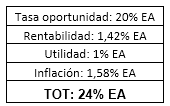 Tasa oportunidad: 20% EA
Rentabilidad: 1,42% EA
Utilidad: 1% EA
Inflación: 1,58% EA
TOT: 24% EA